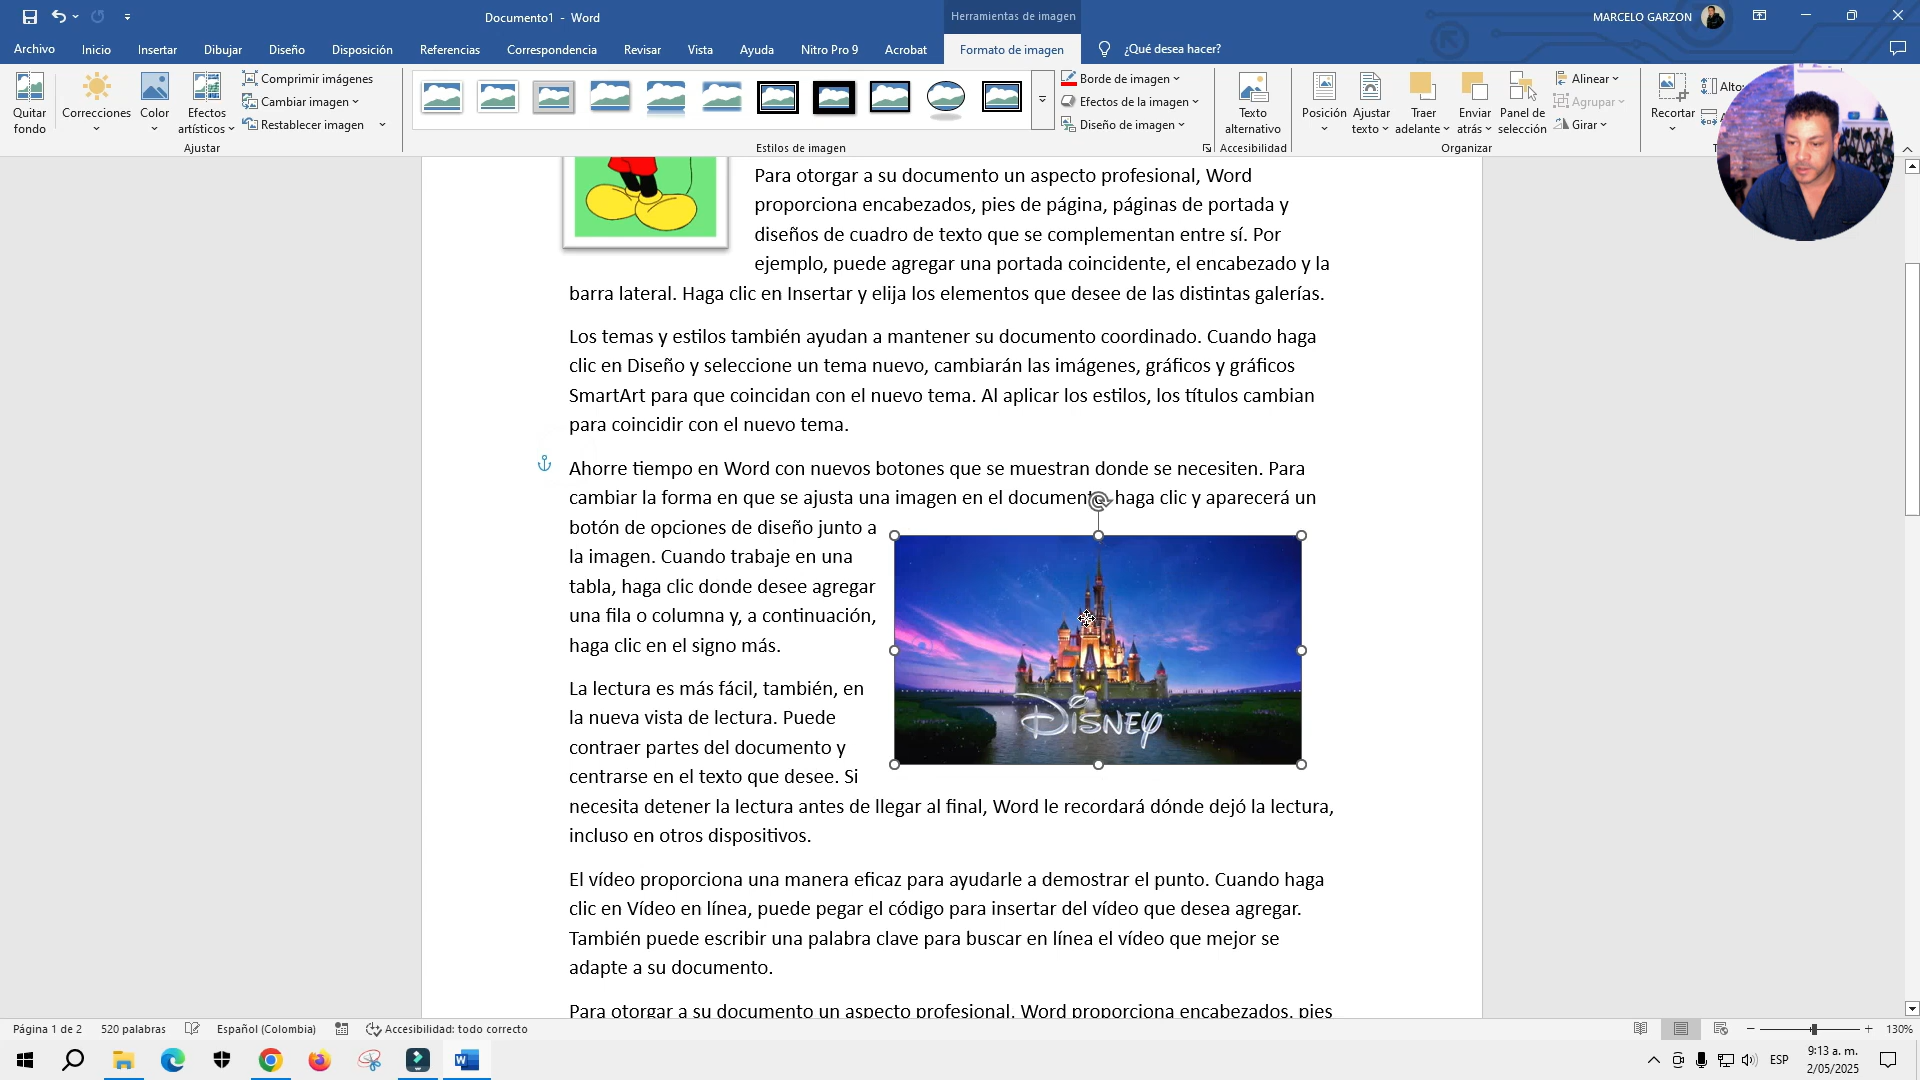 Documento1 - Word
Herramientas de imagen
MARCELO GARZON
Archivo Inicio Insertar Dibujar Diseño Disposición Referencias Correspondencia Revisar Vista Ayuda Nitro Pro 9 Acrobat Formato de imagen ¿Qué desea hacer?
Quitar fondo
Correcciones
Color
Efectos artísticos
Comprimir imágenes
Cambiar imagen
Restablecer imagen
Ajustar
Estilos de imagen
Borde de imagen
Efectos de la imagen
Diseño de imagen
Texto alternativo
Accesibilidad
Posición
Ajustar texto
Traer adelante
Enviar atrás
Panel de selección
Alinear
Agrupar
Girar
Organizar
Recortar
Alto:
Para otorgar a su documento un aspecto profesional, Word
proporciona encabezados, pies de página, páginas de portada y
diseños de cuadro de texto que se complementan entre sí. Por
ejemplo, puede agregar una portada coincidente, el encabezado y la
barra lateral. Haga clic en Insertar y elija los elementos que desee de las distintas galerías.
Los temas y estilos también ayudan a mantener su documento coordinado. Cuando haga
clic en Diseño y seleccione un tema nuevo, cambiarán las imágenes, gráficos y gráficos
SmartArt para que coincidan con el nuevo tema. Al aplicar los estilos, los títulos cambian
para coincidir con el nuevo tema.
Ahorre tiempo en Word con nuevos botones que se muestran donde se necesiten. Para
cambiar la forma en que se ajusta una imagen en el documento, haga clic y aparecerá un
botón de opciones de diseño junto a
la imagen. Cuando trabaje en una
tabla, haga clic donde desee agregar
una fila o columna y, a continuación,
haga clic en el signo más.
La lectura es más fácil, también, en
la nueva vista de lectura. Puede
contraer partes del documento y
centrarse en el texto que desee. Si
necesita detener la lectura antes de llegar al final, Word le recordará dónde dejó la lectura,
incluso en otros dispositivos.
DISNEY
El vídeo proporciona una manera eficaz para ayudarle a demostrar el punto. Cuando haga
clic en Vídeo en línea, puede pegar el código para insertar del vídeo que desea agregar.
También puede escribir una palabra clave para buscar en línea el vídeo que mejor se
adapte a su documento.
Para otorgar a su documento un aspecto profesional, Word proporciona encabezados, pies
Página 1 de 2 520 palabras Español (Colombia) Accesibilidad: todo correcto 130%
ESP
9:13 a. m.
2/05/2025